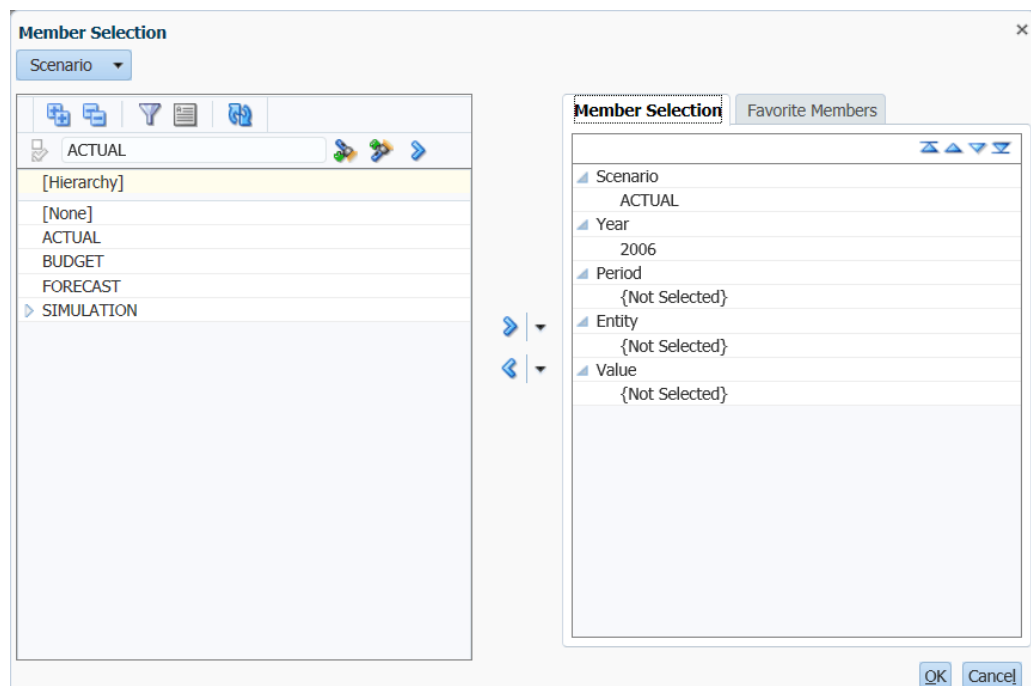 Member Selection
Scenario
ACTUAL
[Hierarchy]
[None]
ACTUAL
BUDGET
FORECAST
SIMULATION
Member Selection
Favorite Members
Scenario
ACTUAL
Year
2006
Period
{Not Selected}
Entity
{Not Selected}
Value
{Not Selected}
OK
Cancel